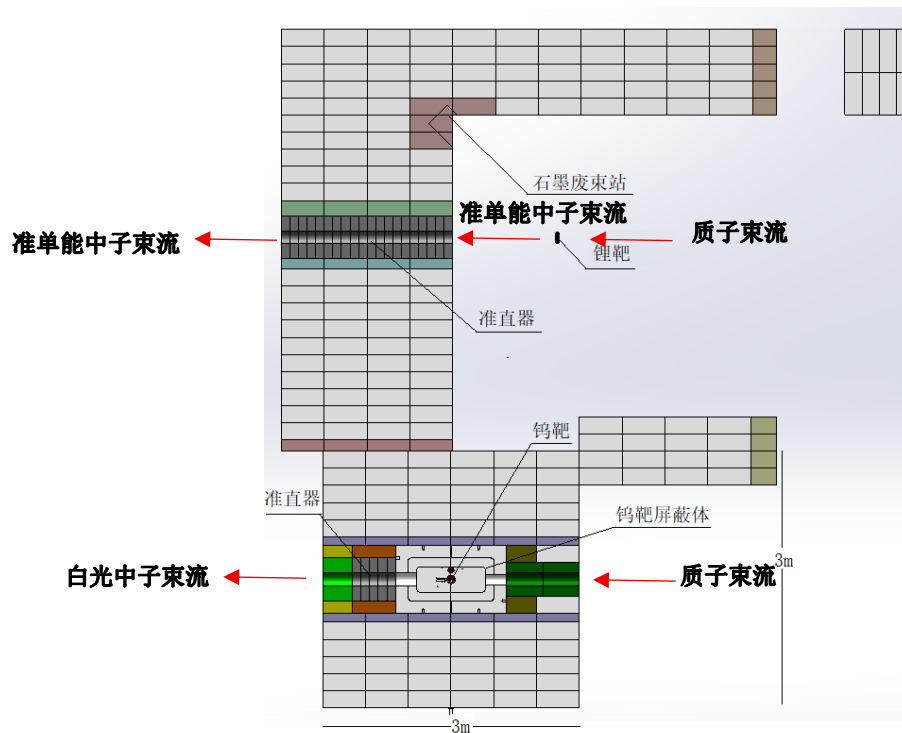 石墨废束站
准单能中子束流
准单能中子束流
质子束流
锂靶
准直器
钨靶
准直器
钨靶屏蔽体
白光中子束流
质子束流
3m
3m